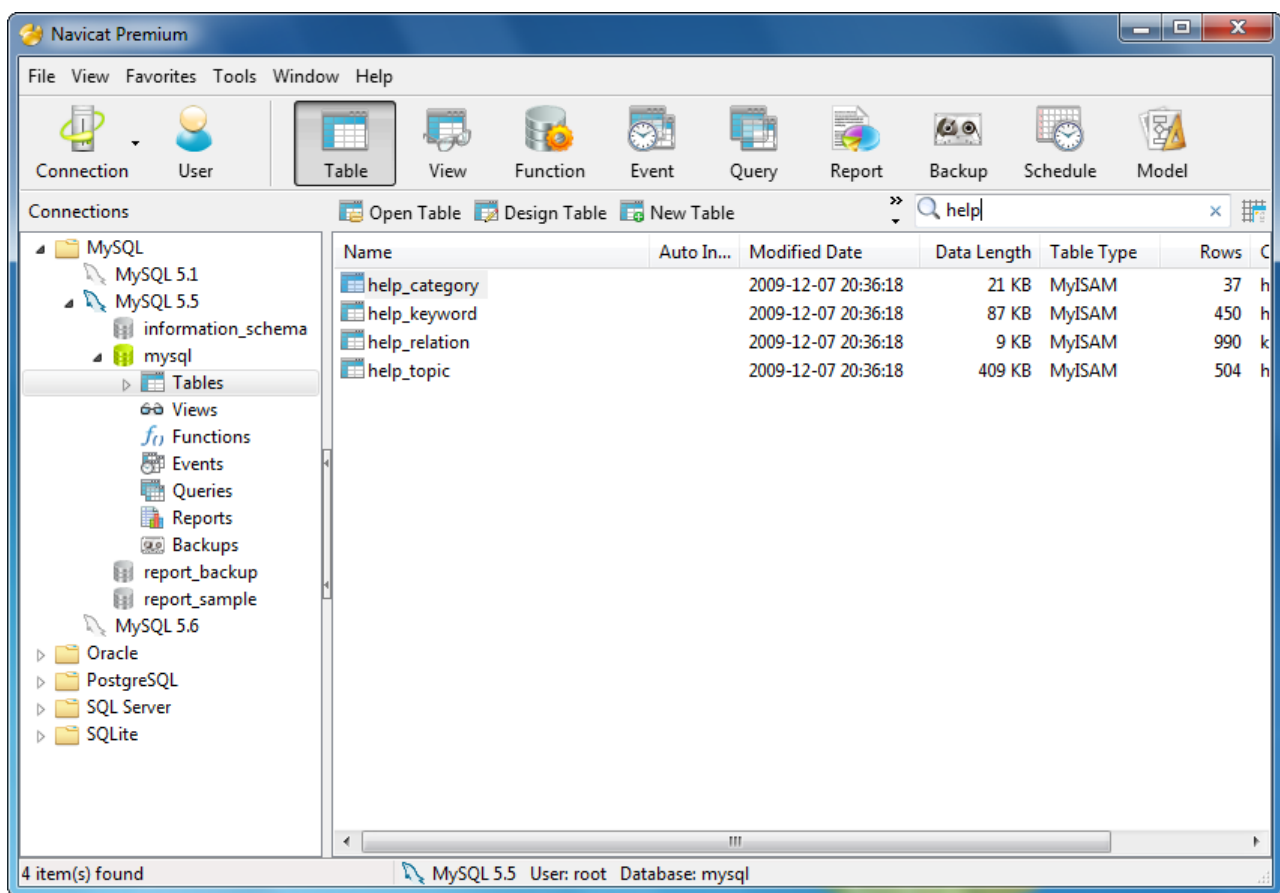 Navicat Premium
File View Favorites Tools Window Help
Connection User Table View Function Event Query Report Backup Schedule Model
Connections
Open Table Design Table New Table » help ×
Name Auto In... Modified Date Data Length Table Type Rows C
help_category 2009-12-07 20:36:18 21 KB MyISAM 37 h
help_keyword 2009-12-07 20:36:18 87 KB MyISAM 450 h
help_relation 2009-12-07 20:36:18 9 KB MyISAM 990 k
help_topic 2009-12-07 20:36:18 409 KB MyISAM 504 h
MySQL
MySQL 5.1
MySQL 5.5
information_schema
mysql
Tables
Views
f() Functions
Events
Queries
Reports
Backups
report_backup
report_sample
MySQL 5.6
Oracle
PostgreSQL
SQL Server
SQLite
4 item(s) found
MySQL 5.5 User: root Database: mysql